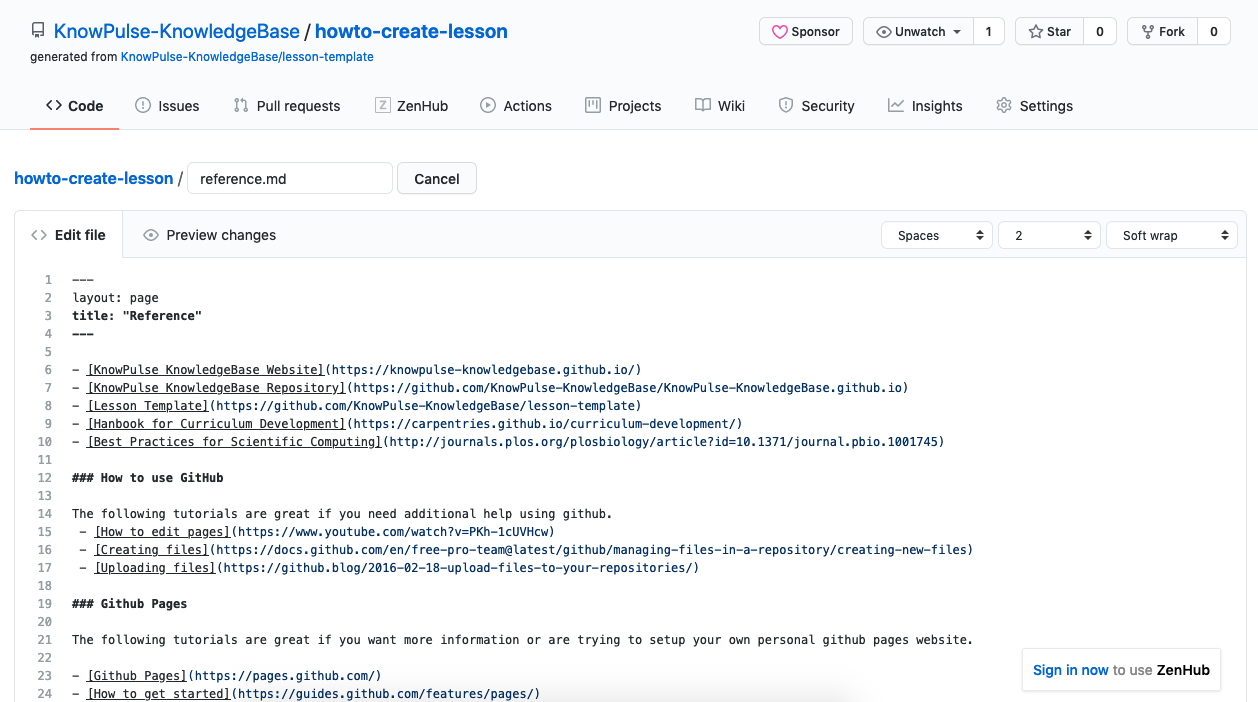 KnowPulse-KnowledgeBase / howto-create-lesson
generated from KnowPulse-KnowledgeBase/lesson-template
Sponsor
Unwatch 1
Star 0
Fork 0
Code Issues Pull requests ZenHub Actions Projects Wiki Security Insights Settings
howto-create-lesson / reference.md Cancel
Edit file Preview changes Spaces 2 Soft wrap
1 ---
2 layout: page
3 title: "Reference"
4 ---
5
6 - [KnowPulse KnowledgeBase Website](https://knowpulse-knowledgebase.github.io/)
7 - [KnowPulse KnowledgeBase Repository](https://github.com/KnowPulse-KnowledgeBase/KnowPulse-KnowledgeBase.github.io)
8 - [Lesson Template](https://github.com/KnowPulse-KnowledgeBase/lesson-template)
9 - [Hanbook for Curriculum Development](https://carpentries.github.io/curriculum-development/)
10 - [Best Practices for Scientific Computing](http://journals.plos.org/plosbiology/article?id=10.1371/journal.pbio.1001745)
11
12 ### How to use GitHub
13
14 The following tutorials are great if you need additional help using github.
15 - [How to edit pages](https://www.youtube.com/watch?v=PKh-1cUVHcw)
16 - [Creating files](https://docs.github.com/en/free-pro-team@latest/github/managing-files-in-a-repository/creating-new-files)
17 - [Uploading files](https://github.blog/2016-02-18-upload-files-to-your-repositories/)
18
19 ### Github Pages
20
21 The following tutorials are great if you want more information or are trying to setup your own personal github pages website.
22
23 - [Github Pages](https://pages.github.com/)
24 - [How to get started](https://guides.github.com/features/pages/)
Sign in now to use ZenHub